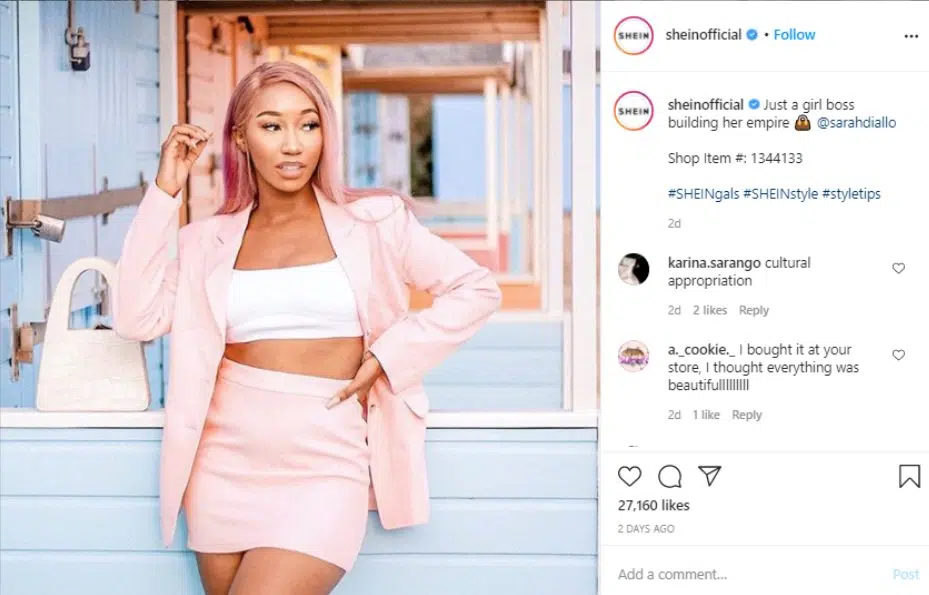 SHEIN
sheinofficial • Follow
SHEIN
sheinofficial Just a girl boss
building her empire 👜 @sarahdiallo
Shop Item #: 1344133
#SHEINgals #SHEINstyle #styletips
2d
karina.sarango cultural
appropriation
2d 2 likes Reply
a._cookie._ I bought it at your
store, I thought everything was
beautifulllllllll
2d 1 like Reply
27,160 likes
2 DAYS AGO
Add a comment... Post